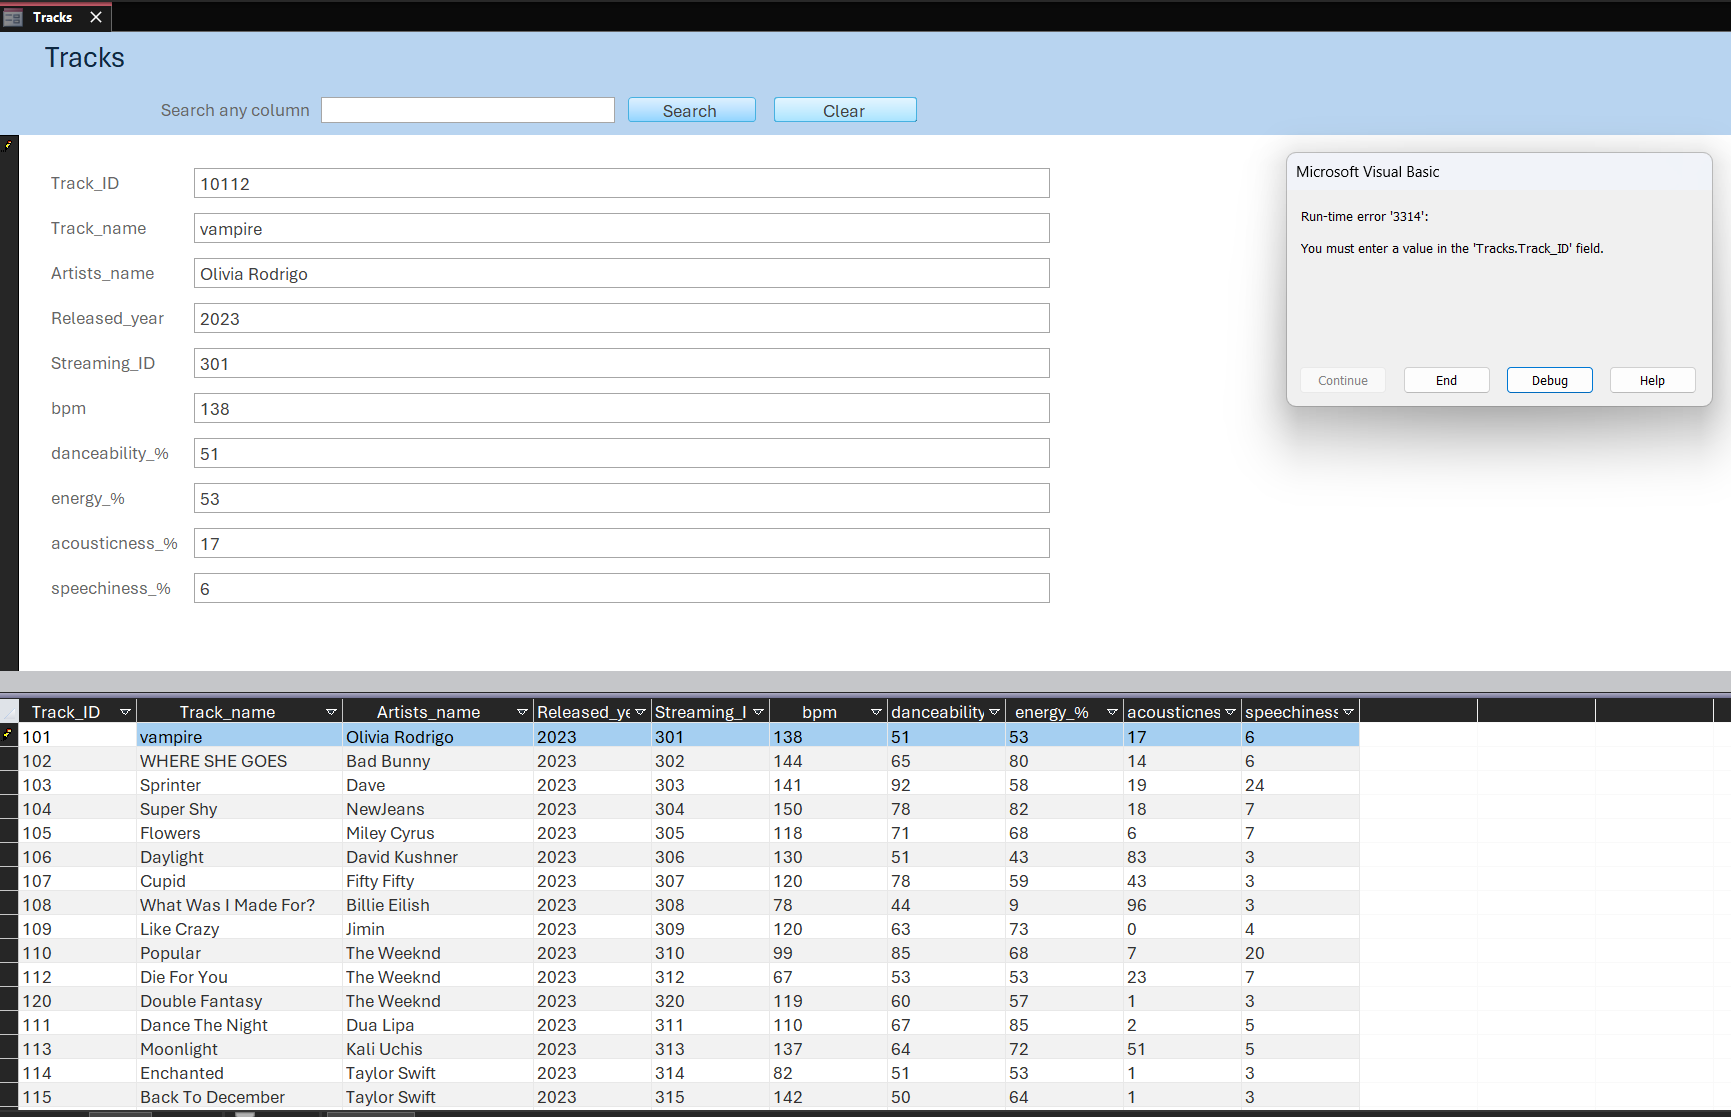 Tracks
Tracks
Search any column
Search
Clear
Track_ID 10112
Track_name vampire
Artists_name Olivia Rodrigo
Released_year 2023
Streaming_ID 301
bpm 138
danceability_% 51
energy_% 53
acousticness_% 17
speechiness_% 6
Microsoft Visual Basic
Run-time error '3314':
You must enter a value in the 'Tracks.Track_ID' field.
Continue End Debug Help
Track_ID Track_name Artists_name Released_ye Streaming_I bpm danceability energy_% acousticnes speechiness
101 vampire Olivia Rodrigo 2023 301 138 51 53 17 6
102 WHERE SHE GOES Bad Bunny 2023 302 144 65 80 14 6
103 Sprinter Dave 2023 303 141 92 58 19 24
104 Super Shy NewJeans 2023 304 150 78 82 18 7
105 Flowers Miley Cyrus 2023 305 118 71 68 6 7
106 Daylight David Kushner 2023 306 130 51 43 83 3
107 Cupid Fifty Fifty 2023 307 120 78 59 43 3
108 What Was I Made For? Billie Eilish 2023 308 78 44 9 96 3
109 Like Crazy Jimin 2023 309 120 63 73 0 4
110 Popular The Weeknd 2023 310 99 85 68 7 20
112 Die For You The Weeknd 2023 312 67 53 53 23 7
120 Double Fantasy The Weeknd 2023 320 119 60 57 1 3
111 Dance The Night Dua Lipa 2023 311 110 67 85 2 5
113 Moonlight Kali Uchis 2023 313 137 64 72 51 5
114 Enchanted Taylor Swift 2023 314 82 51 53 1 3
115 Back To December Taylor Swift 2023 315 142 50 64 1 3